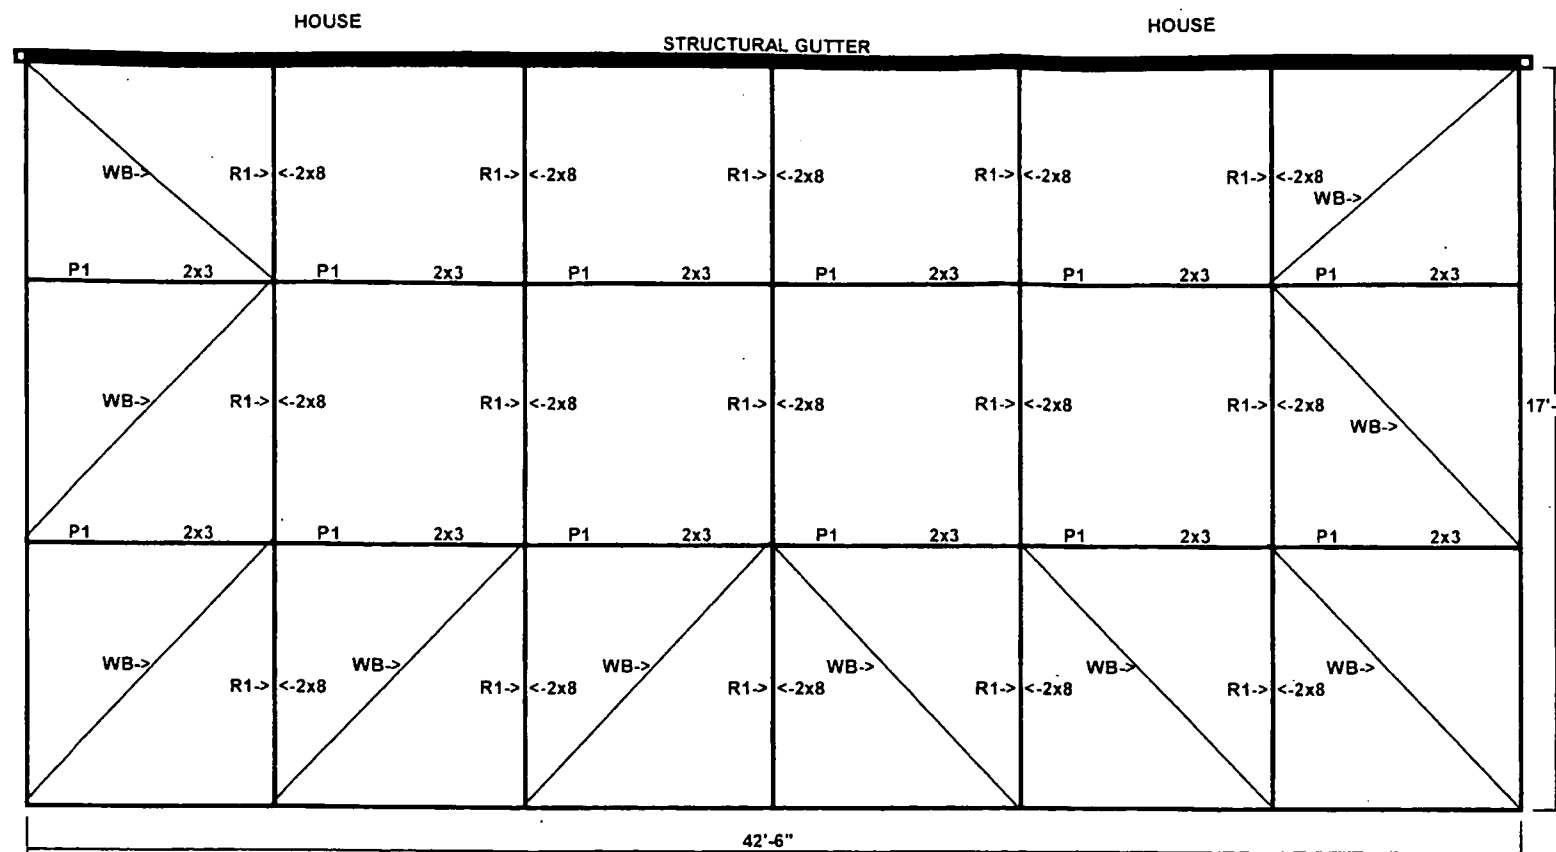 HOUSE HOUSE
STRUCTURAL GUTTER
WB-> R1-> <-2x8 R1-> <-2x8 R1-> <-2x8 R1-> <-2x8 R1-> <-2x8
WB->
P1 2x3 P1 2x3 P1 2x3 P1 2x3 P1 2x3 P1 2x3
WB-> R1-> <-2x8 R1-> <-2x8 R1-> <-2x8 R1-> <-2x8 R1-> <-2x8 17'-
WB->
P1 2x3 P1 2x3 P1 2x3 P1 2x3 P1 2x3 P1 2x3
WB-> WB-> WB-> WB-> WB-> WB->
R1-> <-2x8 R1-> <-2x8 R1-> <-2x8 R1-> <-2x8 R1-> <-2x8
42'-6"